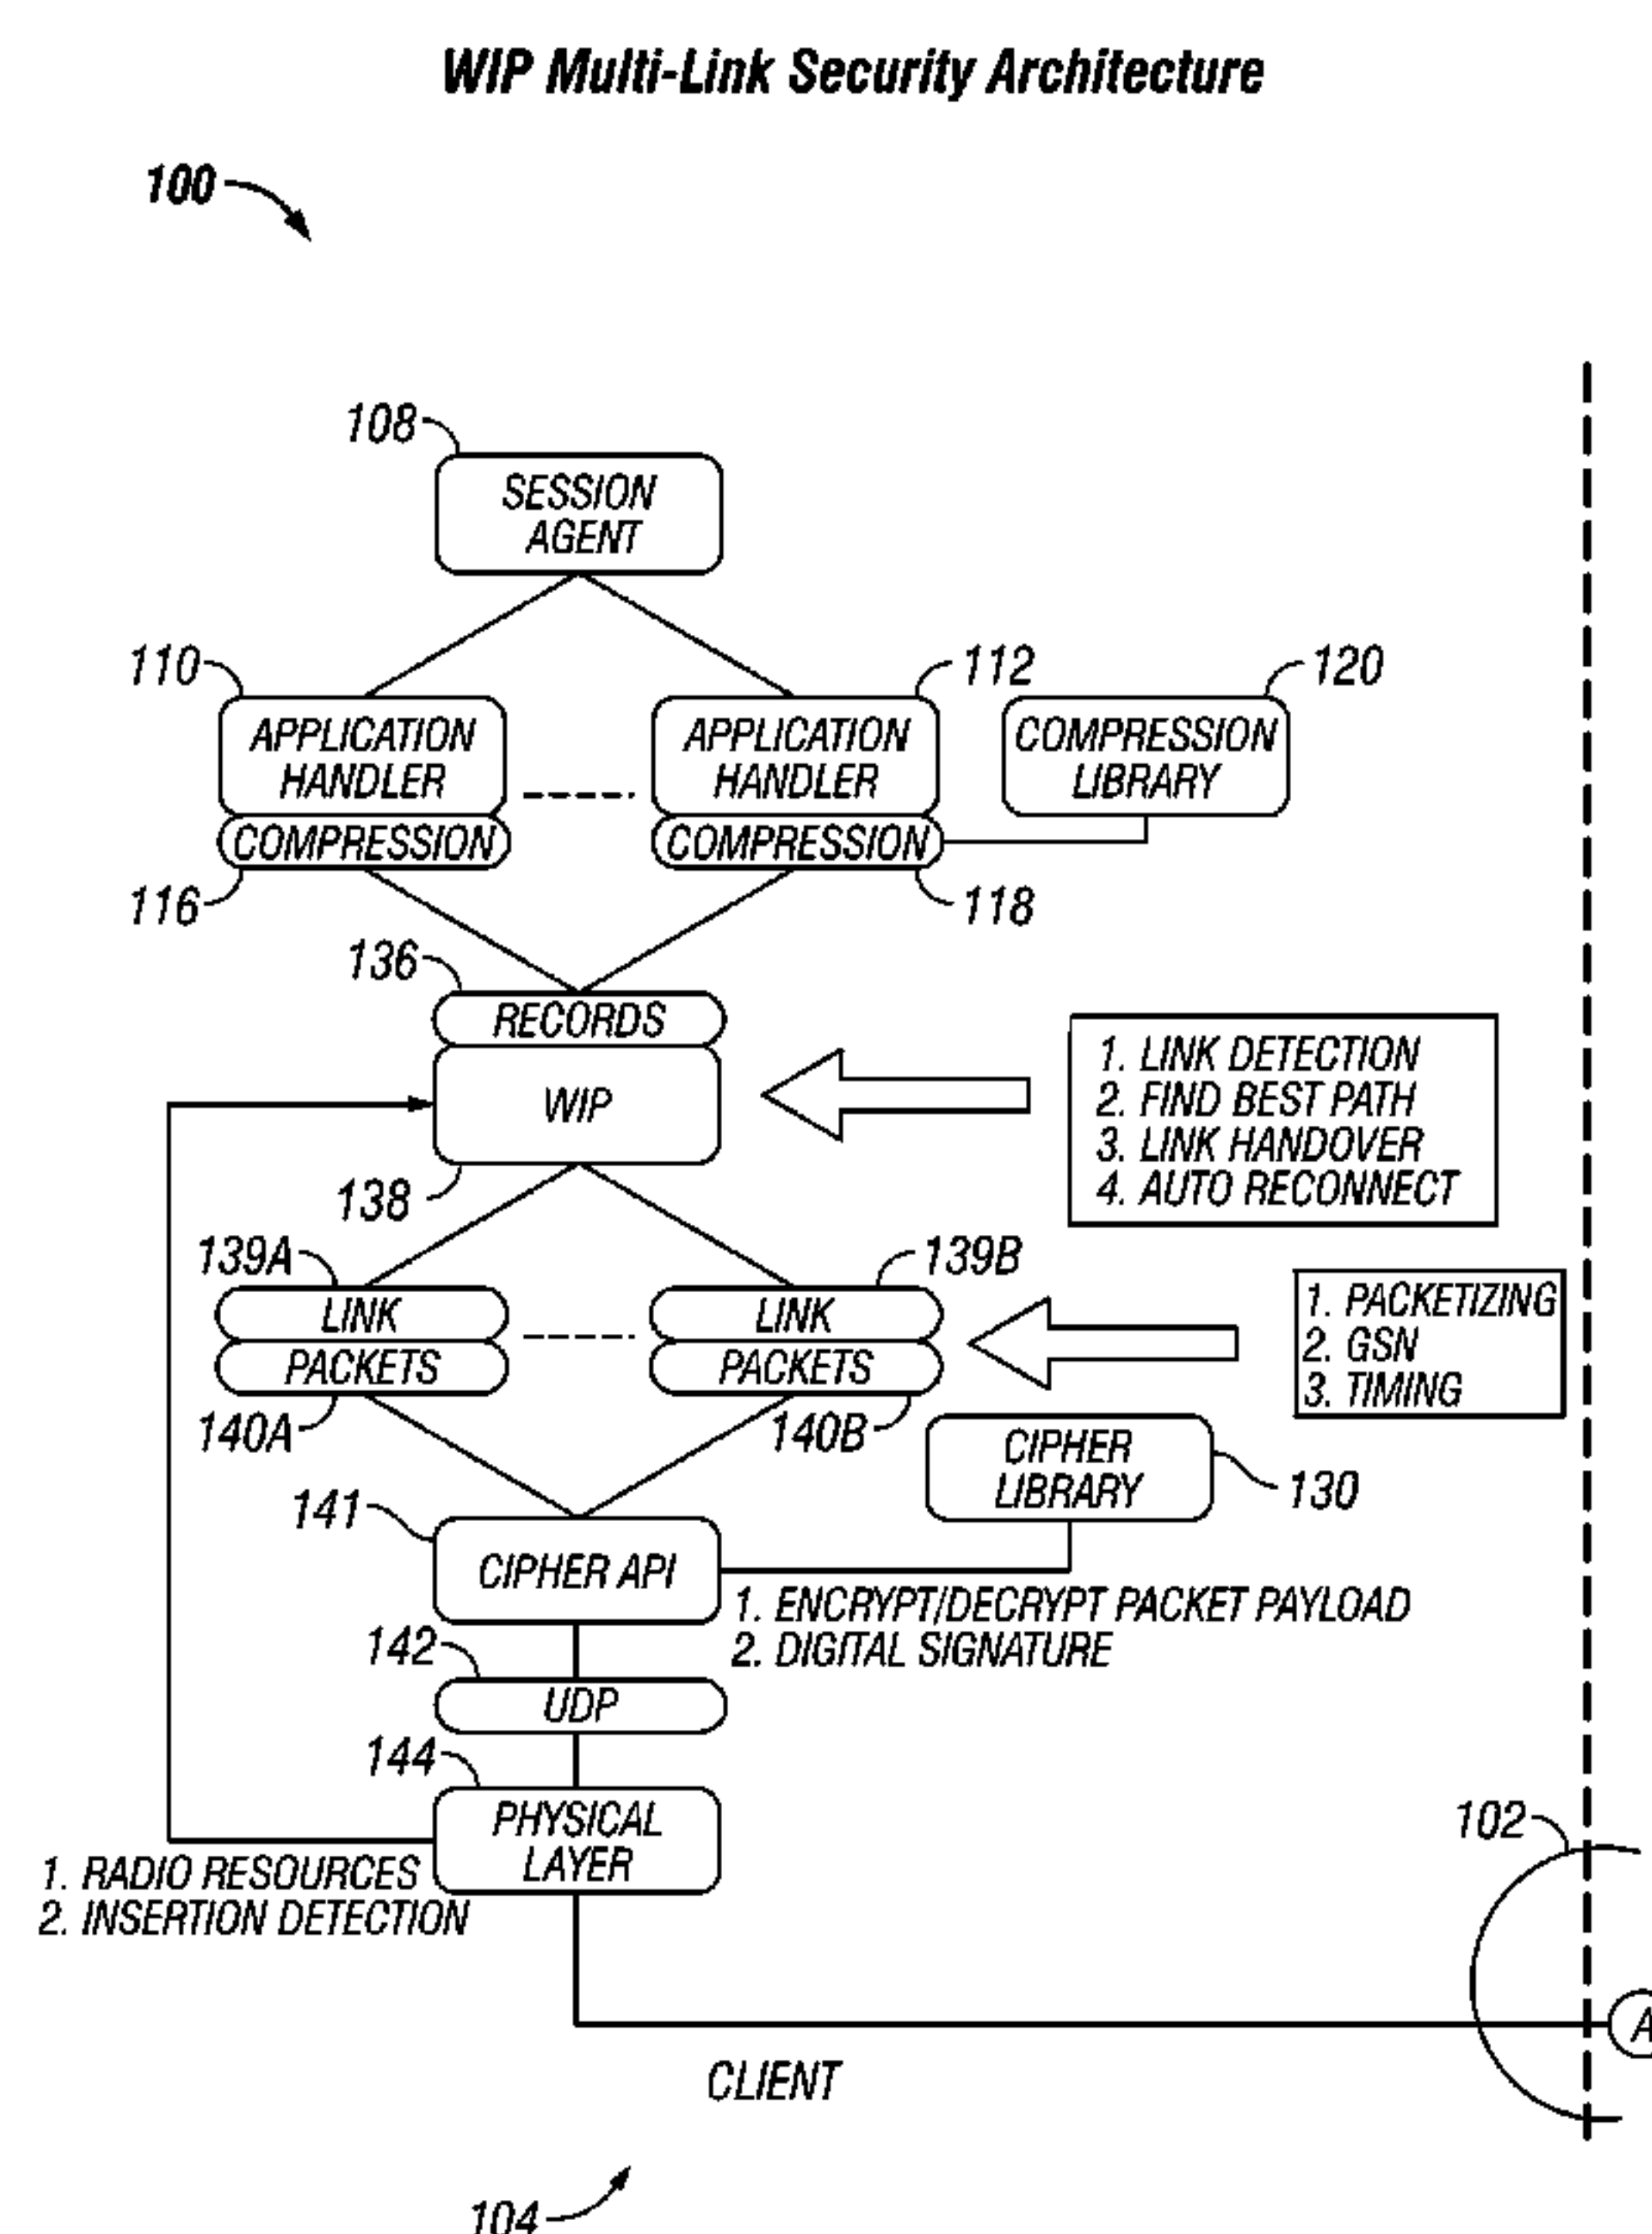 WIP Multi-Link Security Architecture
100
108
SESSION
AGENT
110
112
120
APPLICATION
HANDLER
APPLICATION
HANDLER
COMPRESSION
LIBRARY
COMPRESSION
COMPRESSION
116
118
136
RECORDS
WIP
138
1. LINK DETECTION
2. FIND BEST PATH
3. LINK HANDOVER
4. AUTO RECONNECT
139A
139B
LINK
LINK
PACKETS
PACKETS
1. PACKETIZING
2. GSN
3. TIMING
140A
140B
CIPHER
LIBRARY
130
141
CIPHER API
1. ENCRYPT/DECRYPT PACKET PAYLOAD
2. DIGITAL SIGNATURE
142
UDP
144
PHYSICAL
LAYER
1. RADIO RESOURCES
2. INSERTION DETECTION
102
A
CLIENT
104